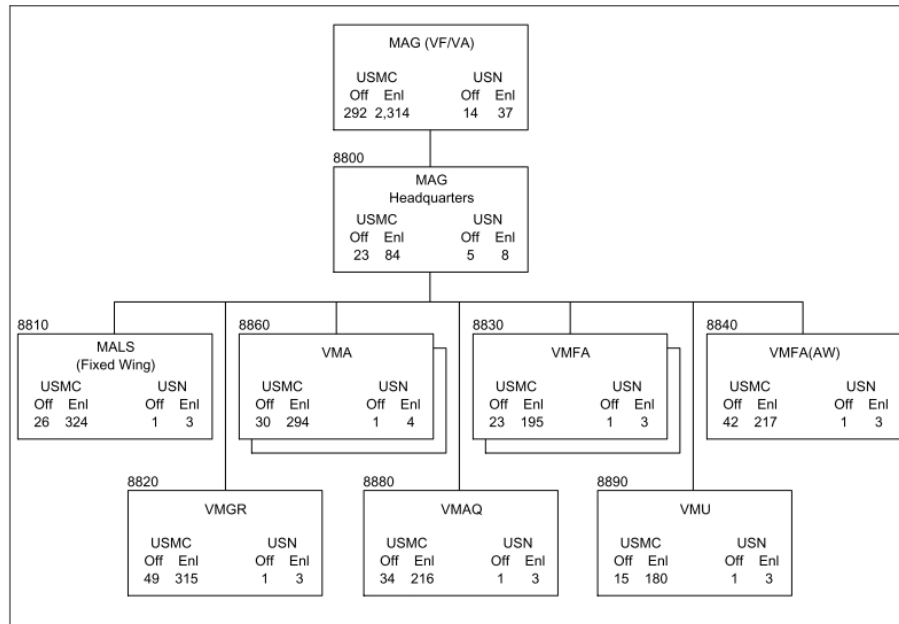 MAG (VF/VA)
USMC USN
Off Enl Off Enl
292 2,314 14 37
8800
MAG
Headquarters
USMC USN
Off Enl Off Enl
23 84 5 8
8810
MALS
(Fixed Wing)
USMC USN
Off Enl Off Enl
26 324 1 3
8860
VMA
USMC USN
Off Enl Off Enl
30 294 1 4
8830
VMFA
USMC USN
Off Enl Off Enl
23 195 1 3
8840
VMFA(AW)
USMC USN
Off Enl Off Enl
42 217 1 3
8820
VMGR
USMC USN
Off Enl Off Enl
49 315 1 3
8880
VMAQ
USMC USN
Off Enl Off Enl
34 216 1 3
8890
VMU
USMC USN
Off Enl Off Enl
15 180 1 3